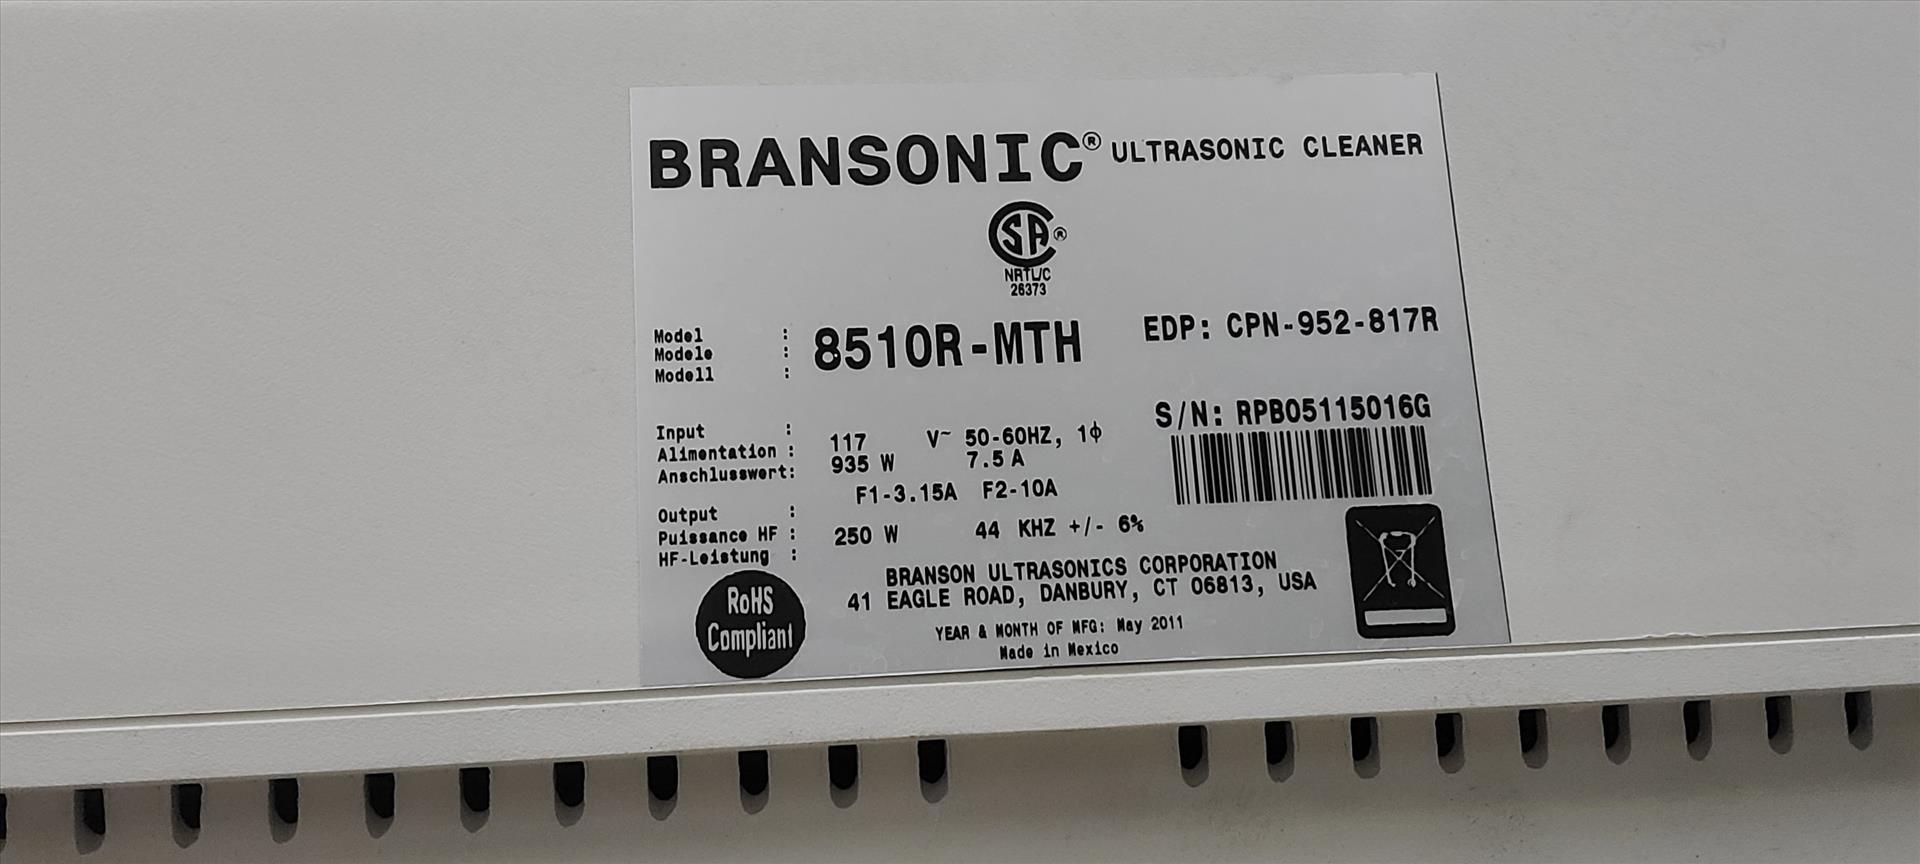 BRANSONIC® ULTRASONIC CLEANER
SA®
NRTL/C
26373
Model :
Modele :
Modell :
8510R-MTH
EDP: CPN-952-817R
S/N: RPB05115016G
Input :
Alimentation :
Anschlusswert:
117 V~ 50-60HZ, 1ϕ
935 W 7.5 A
F1-3.15A F2-10A
Output :
Puissance HF :
HF-Leistung :
250 W 44 KHZ +/- 6%
BRANSON ULTRASONICS CORPORATION
41 EAGLE ROAD, DANBURY, CT 06813, USA
YEAR & MONTH OF MFG: May 2011
Made in Mexico
RoHS
Compliant